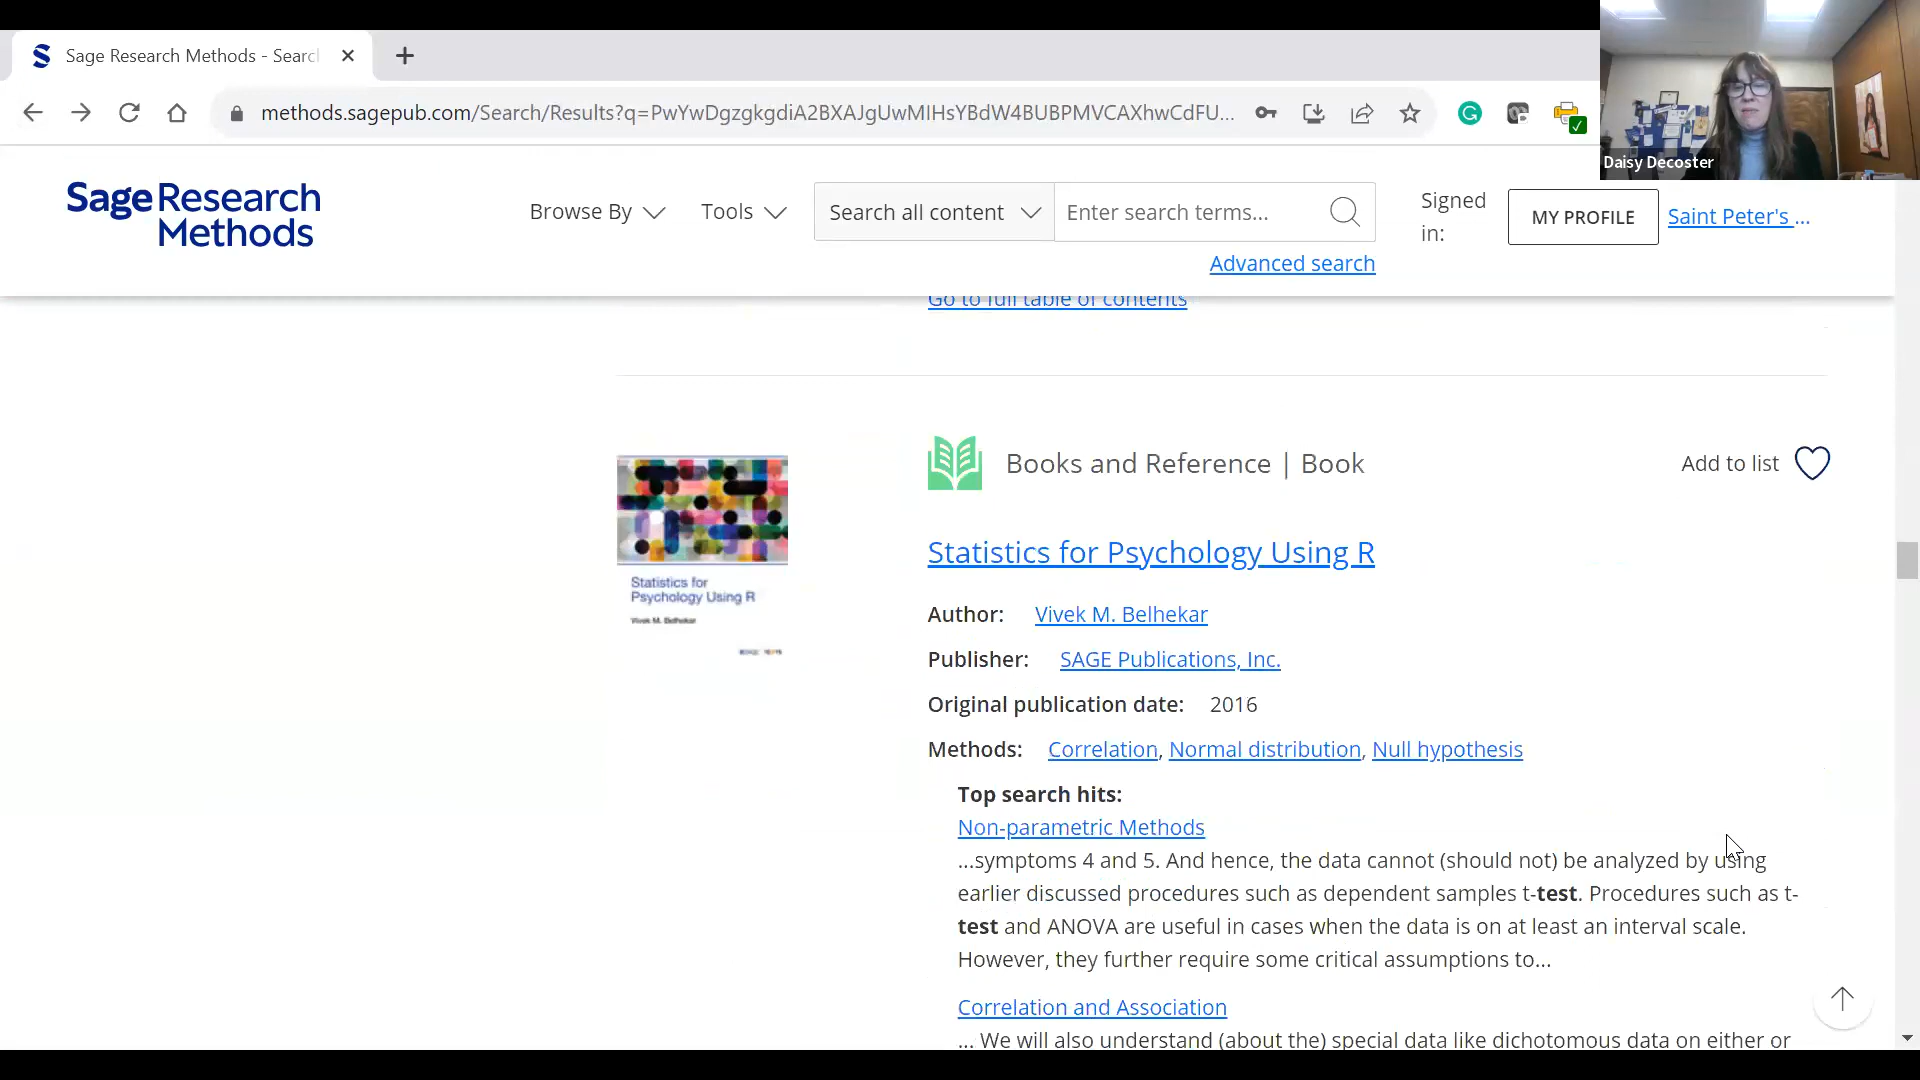 Sage Research Methods - Searc
methods.sagepub.com/Search/Results?q=PwYwDgzgkgdiA2BXAJgUwMIHsYBdW4BUBPMVCAXhwCdFU...
Daisy Decoster
Sage Research
Methods
Browse By
Tools
Search all content
Enter search terms...
Signed
in:
MY PROFILE
Saint Peter's ...
Advanced search
Go to full table of contents
Books and Reference | Book
Add to list
Statistics for Psychology Using R
Statistics for
Psychology Using R
Vivek M. Belhekar
Author: Vivek M. Belhekar
Publisher: SAGE Publications, Inc.
Original publication date: 2016
Methods: Correlation, Normal distribution, Null hypothesis
Top search hits:
Non-parametric Methods
...symptoms 4 and 5. And hence, the data cannot (should not) be analyzed by using
earlier discussed procedures such as dependent samples t-test. Procedures such as t-
test and ANOVA are useful in cases when the data is on at least an interval scale.
However, they further require some critical assumptions to...
Correlation and Association
... We will also understand (about the) special data like dichotomous data on either or